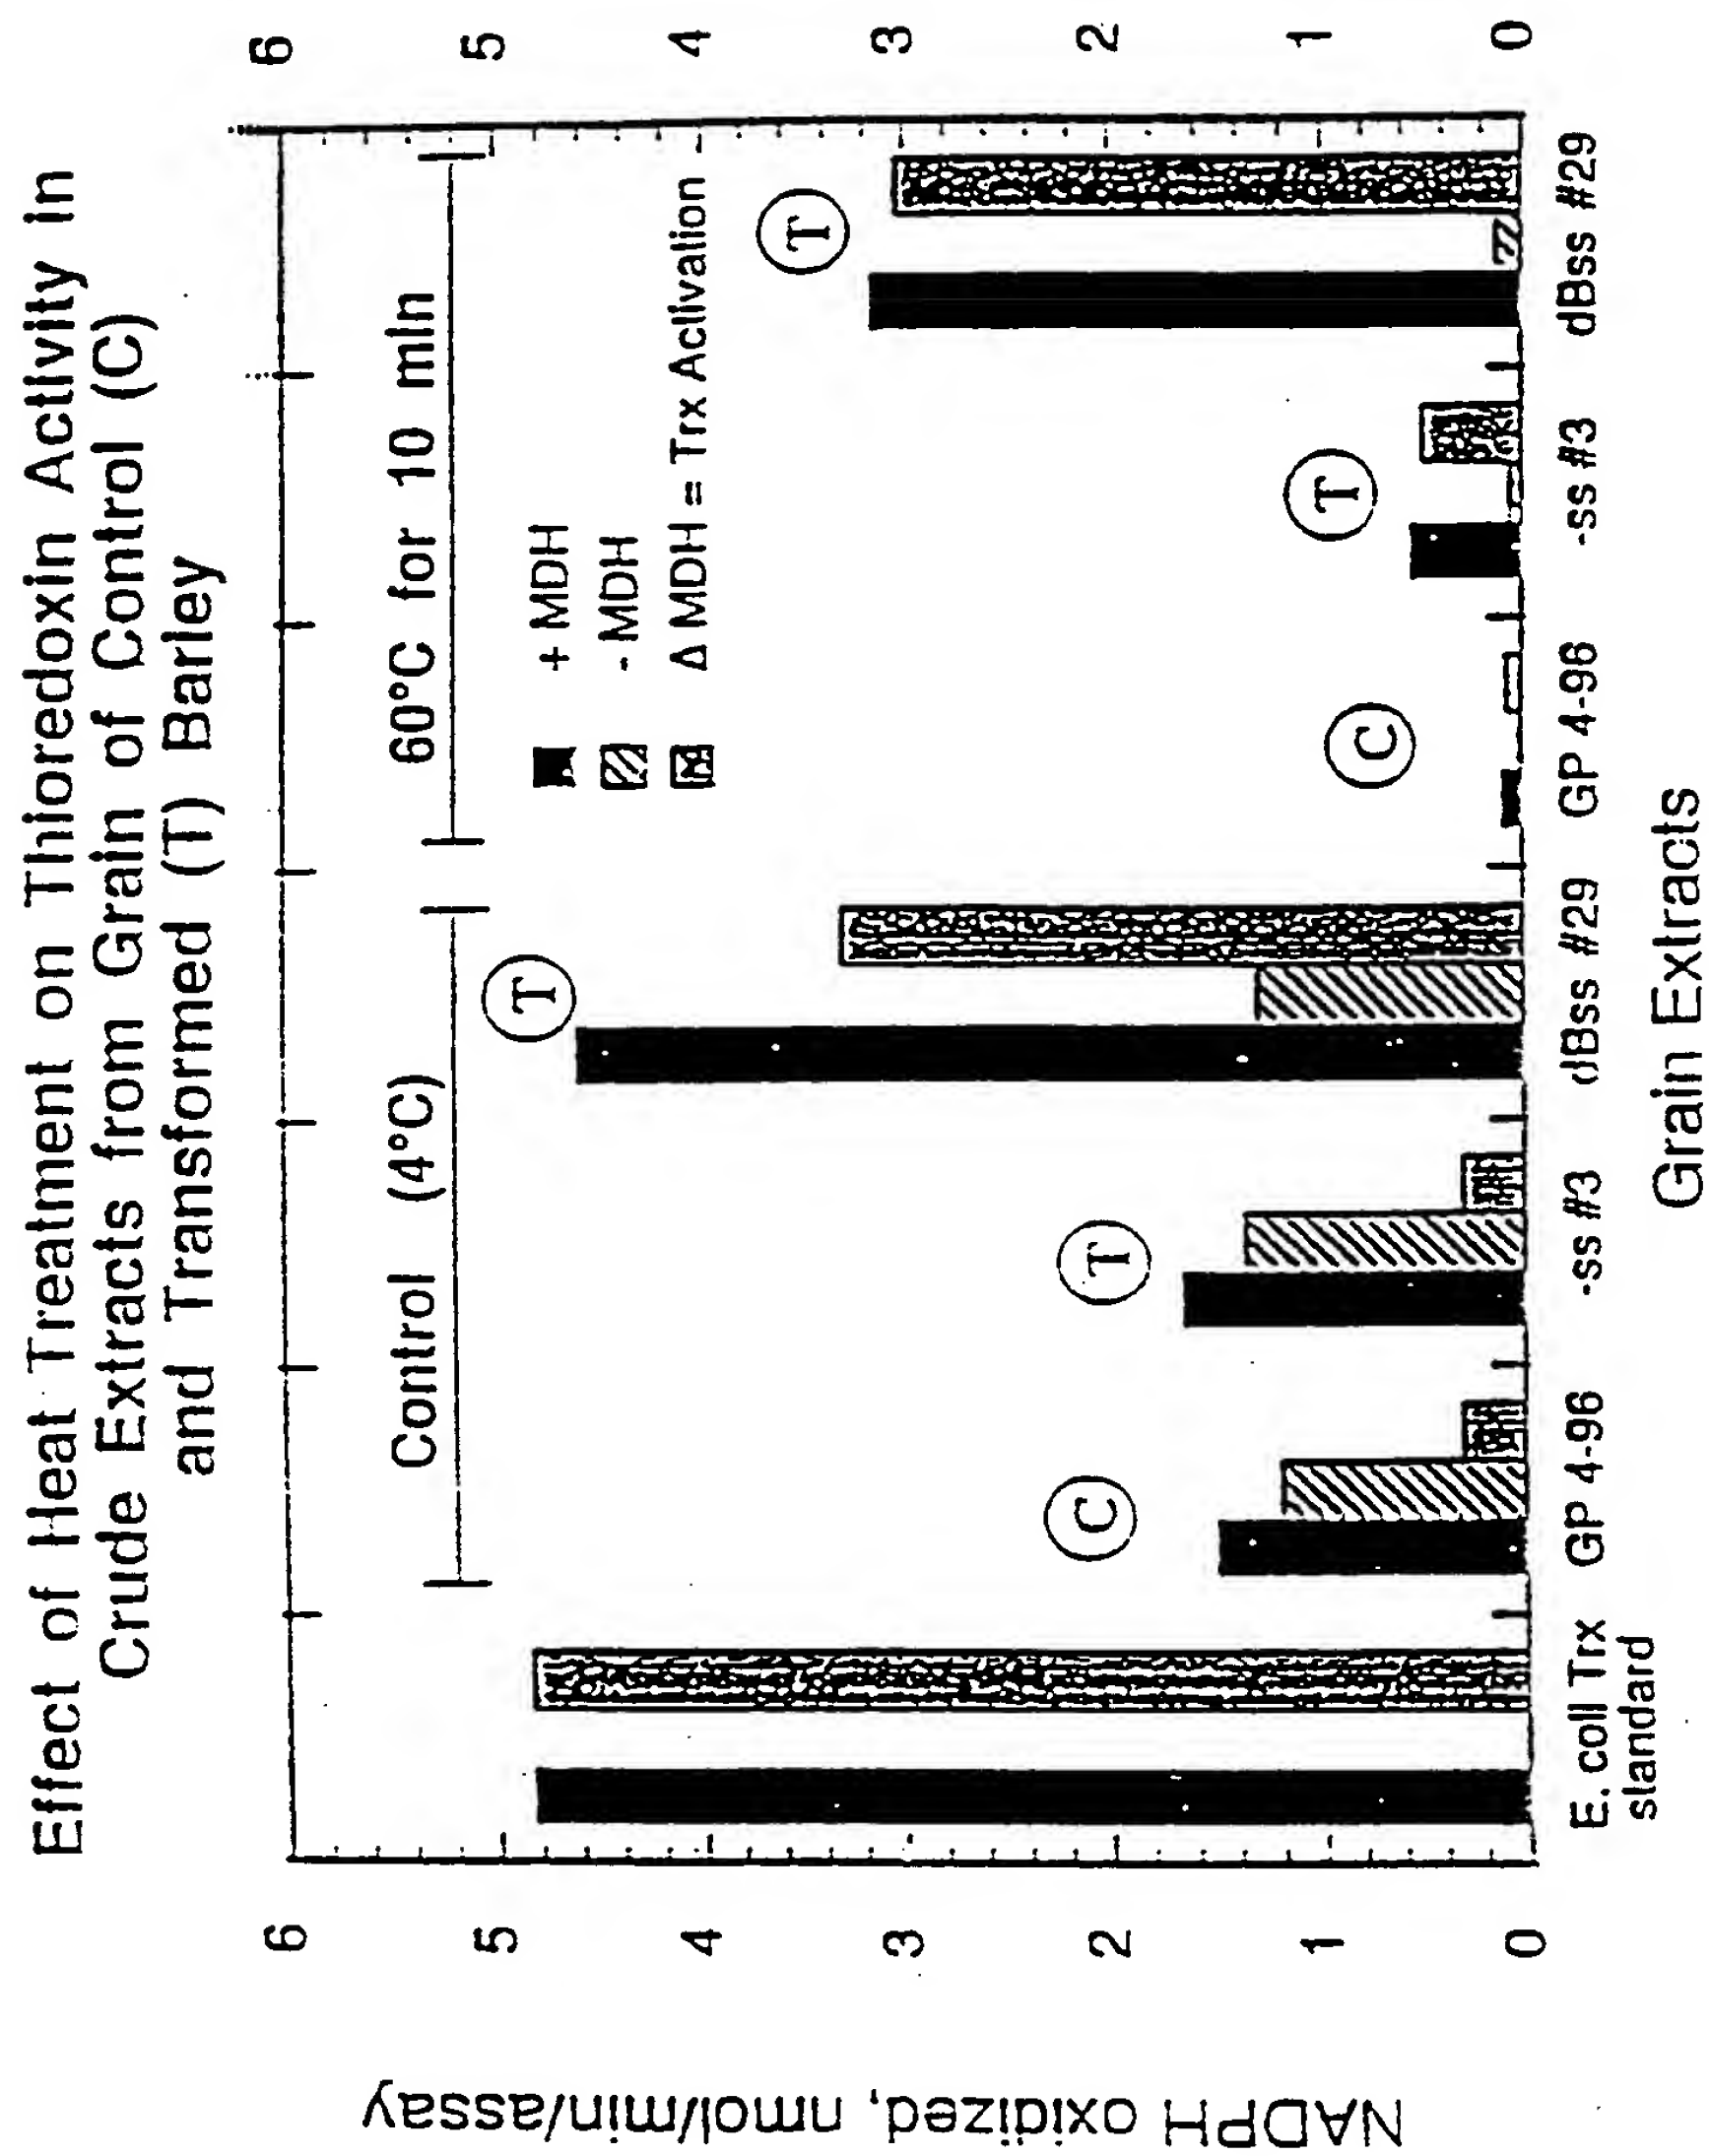 Effect of Heat Treatment on Thioredoxin Activity in
Crude Extracts from Grain of Control (C)
and Transformed (T) Barley
NADPH oxidized, nmol/min/assay
6
5
4
3
2
1
0
6
5
4
3
2
1
0
Control (4°C)
60°C for 10 min
+ MDH
- MDH
Δ MDH = Trx Activation
C
T
T
C
T
T
E. coli Trx
standard
GP 4-96
-ss #3
dBss #29
GP 4-96
-ss #3
dBss #29
Grain Extracts